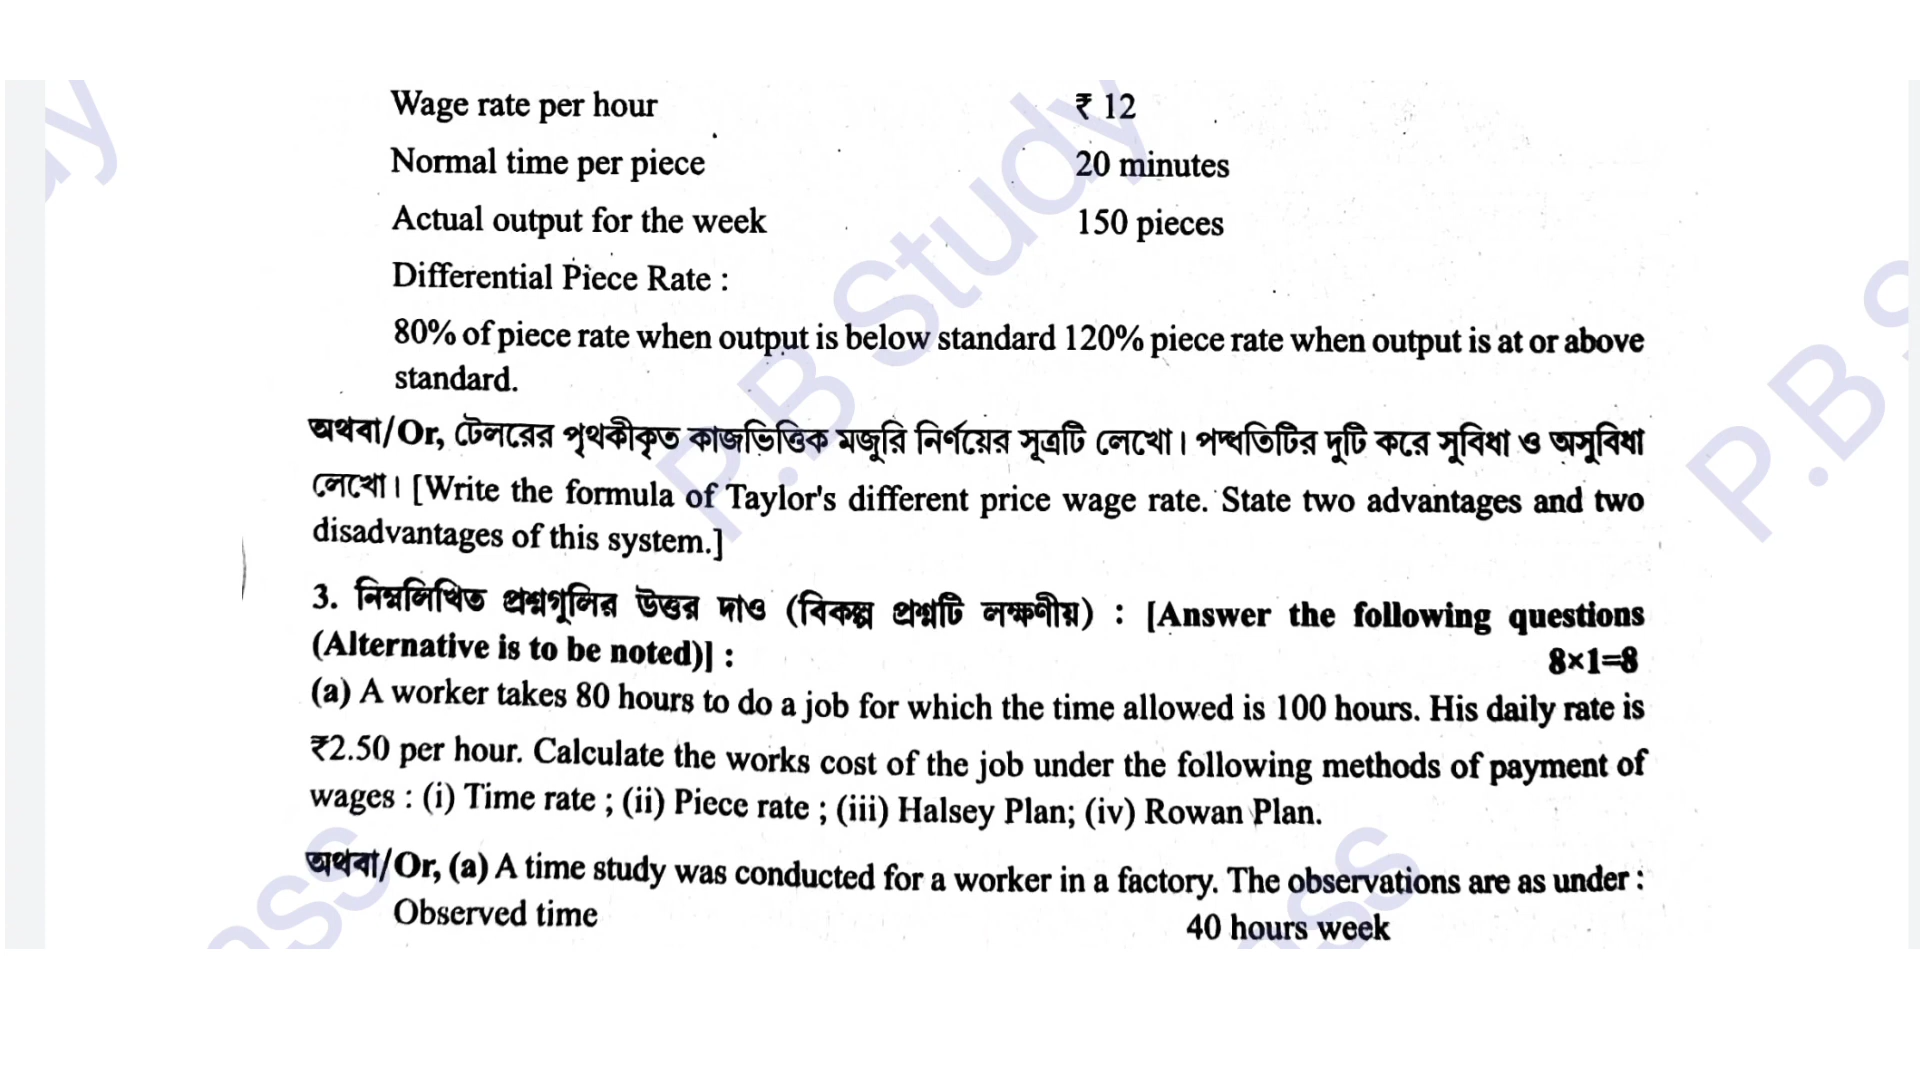 Wage rate per hour ₹ 12
Normal time per piece 20 minutes
Actual output for the week 150 pieces
Differential Piece Rate :
80% of piece rate when output is below standard 120% piece rate when output is at or above
standard.
অথবা/Or, টেলরের পৃথকীকৃত কাজভিত্তিক মজুরি নির্ণয়ের সূত্রটি লেখো। পদ্ধতিটির দুটি করে সুবিধা ও অসুবিধা
লেখো। [Write the formula of Taylor's different price wage rate. State two advantages and two
disadvantages of this system.]
3. নিম্নলিখিত প্রশ্নগুলির উত্তর দাও (বিকল্প প্রশ্নটি লক্ষণীয়) : [Answer the following questions
(Alternative is to be noted)] : 8×1=8
(a) A worker takes 80 hours to do a job for which the time allowed is 100 hours. His daily rate is
₹2.50 per hour. Calculate the works cost of the job under the following methods of payment of
wages : (i) Time rate ; (ii) Piece rate ; (iii) Halsey Plan; (iv) Rowan Plan.
অথবা/Or, (a) A time study was conducted for a worker in a factory. The observations are as under :
Observed time 40 hours week
P.B Study
P.B S